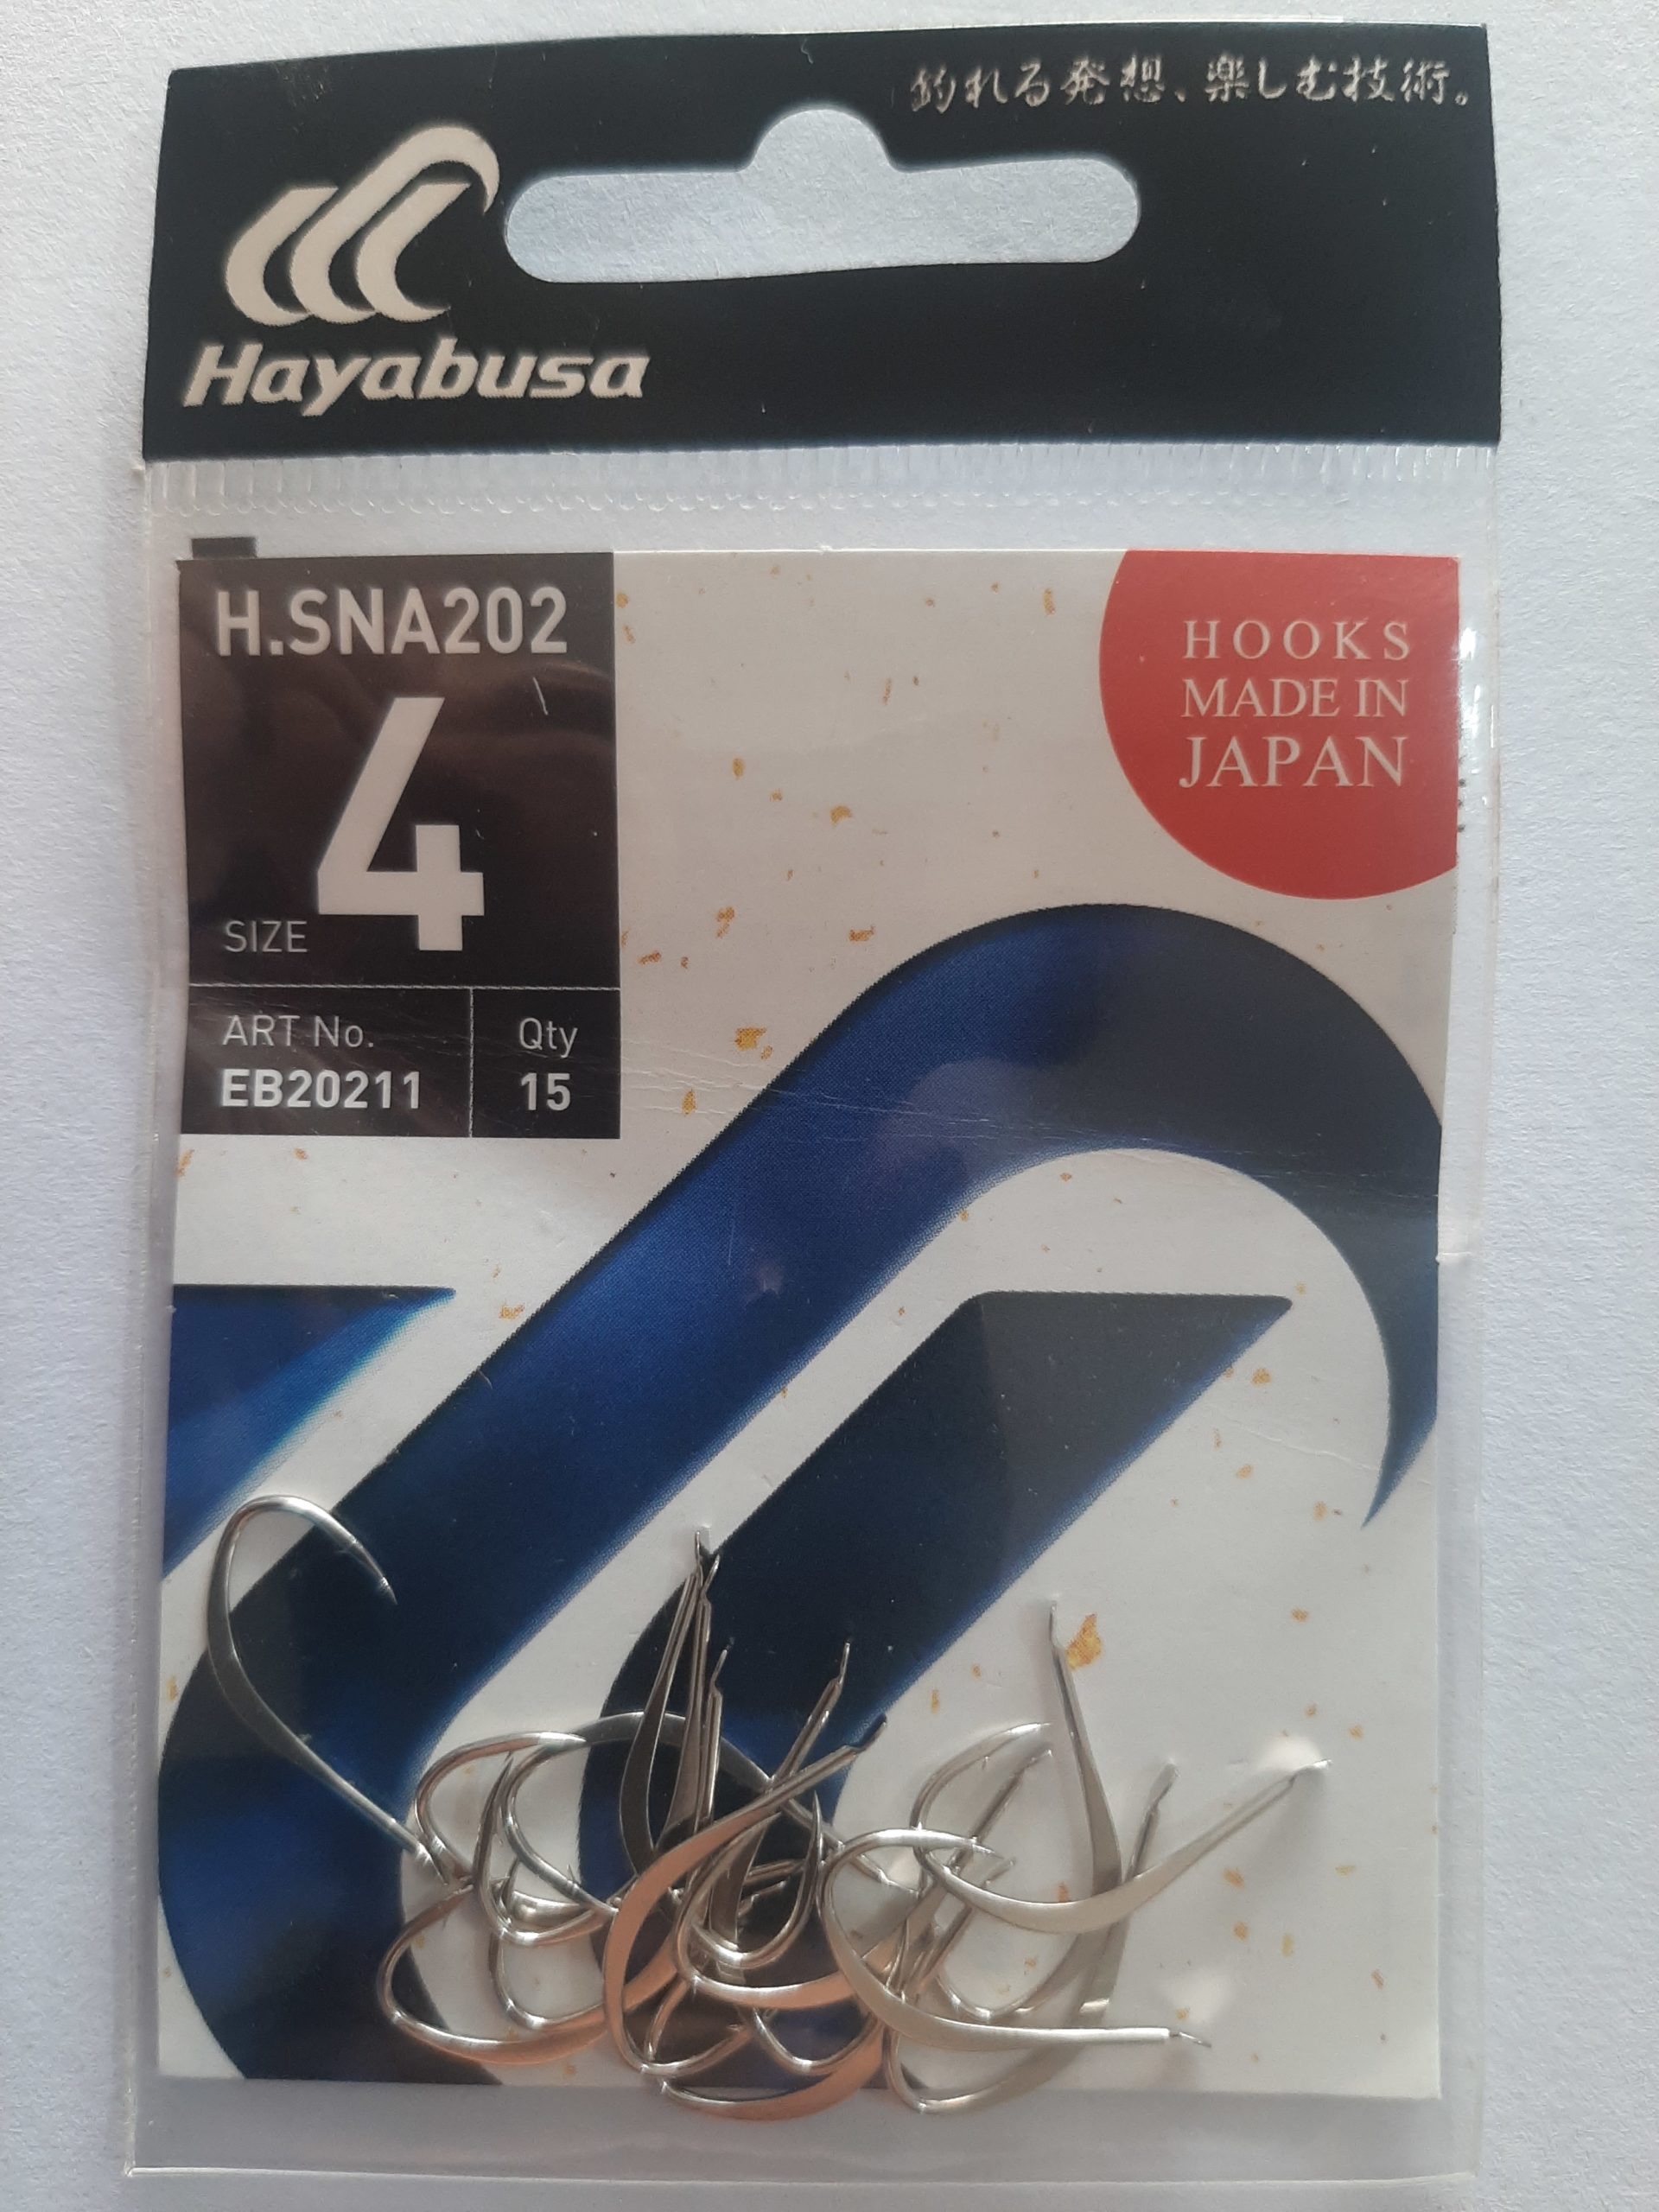 釣れる発想、楽しむ技術。
Hayabusa
H.SNA202
SIZE 4
ART No.
EB20211
Qty
15
HOOKS
MADE IN
JAPAN